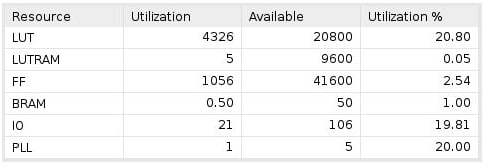 Resource Utilization Available Utilization %
LUT 4326 20800 20.80
LUTRAM 5 9600 0.05
FF 1056 41600 2.54
BRAM 0.50 50 1.00
IO 21 106 19.81
PLL 1 5 20.00